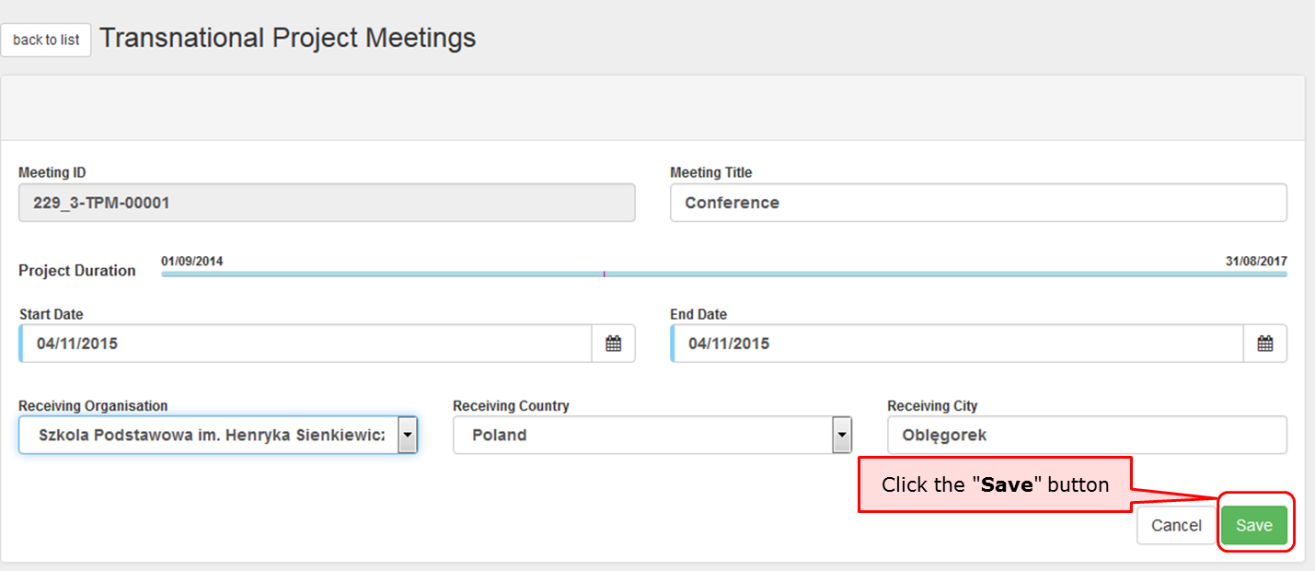 back to list Transnational Project Meetings
Meeting ID
Meeting Title
229_3-TPM-00001
Conference
Project Duration
01/09/2014
31/08/2017
Start Date
End Date
04/11/2015
04/11/2015
Receiving Organisation
Receiving Country
Receiving City
Szkola Podstawowa im. Henryka Sienkiewicz
Poland
Oblęgorek
Click the "Save" button
Cancel
Save